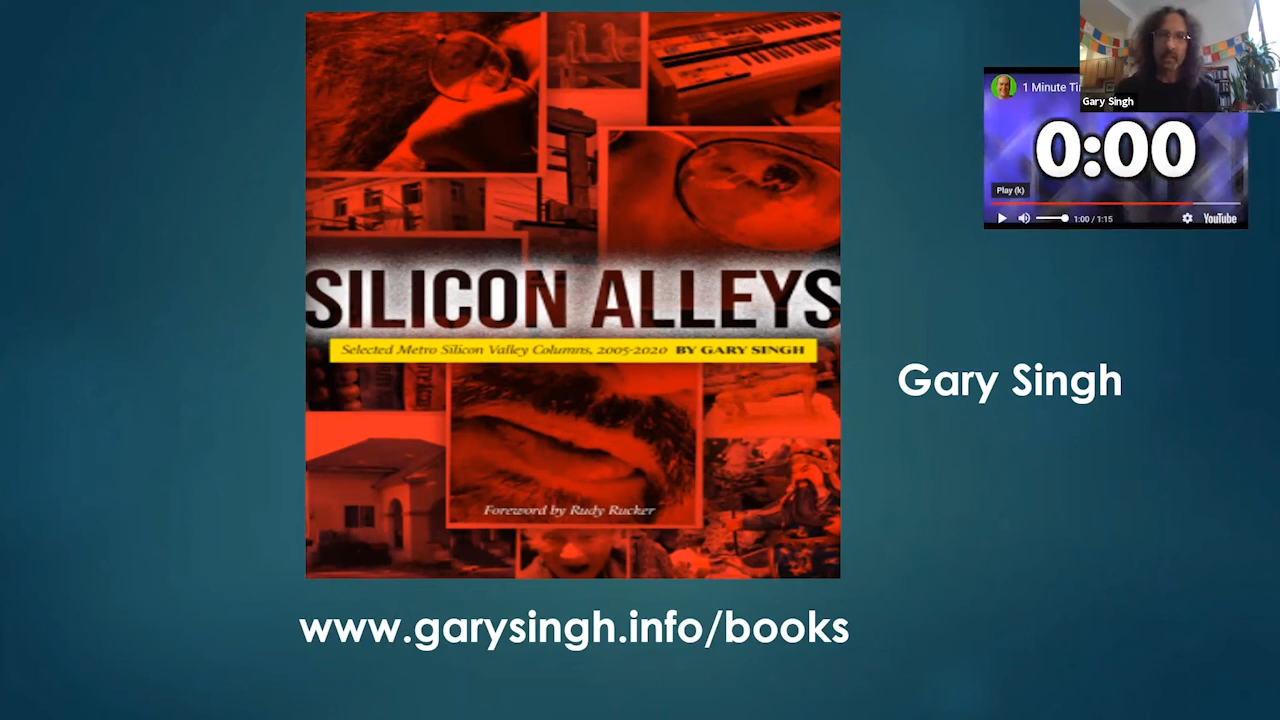 SILICON ALLEYS
Selected Metro Silicon Valley Columns, 2005-2020 BY GARY SINGH
Foreword by Rudy Rucker
www.garysingh.info/books
Gary Singh
Gary Singh
1 Minute
0:00
Play (k)
1:00 / 1:15
YouTube